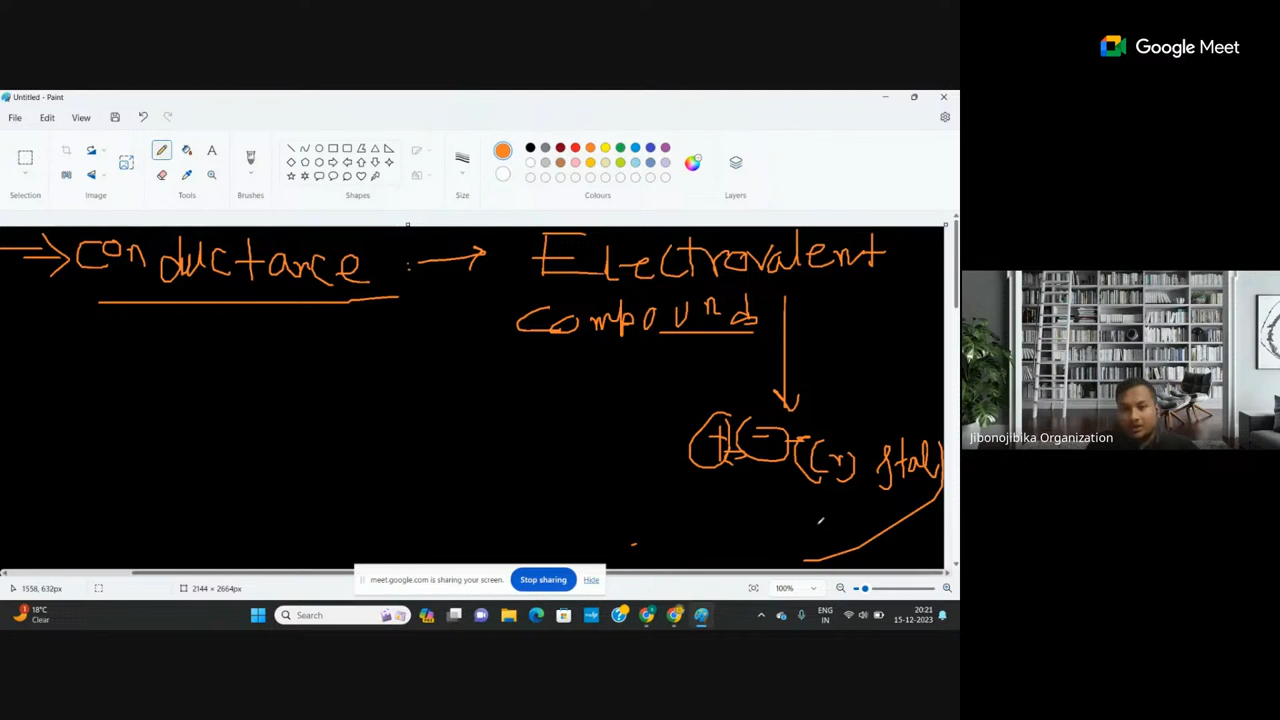 Google Meet
Untitled - Paint
File Edit View
Selection Image Tools Brushes Shapes Size Colours Layers
→ Conductance : → Electrovalent
Compound
+ - (Crystal)
Jibonojibika Organization
meet.google.com is sharing your screen. Stop sharing Hide
1558, 632px 2144 × 2664px 100%
1
18°C
Clear
Search
ENG
IN
20:21
15-12-2023